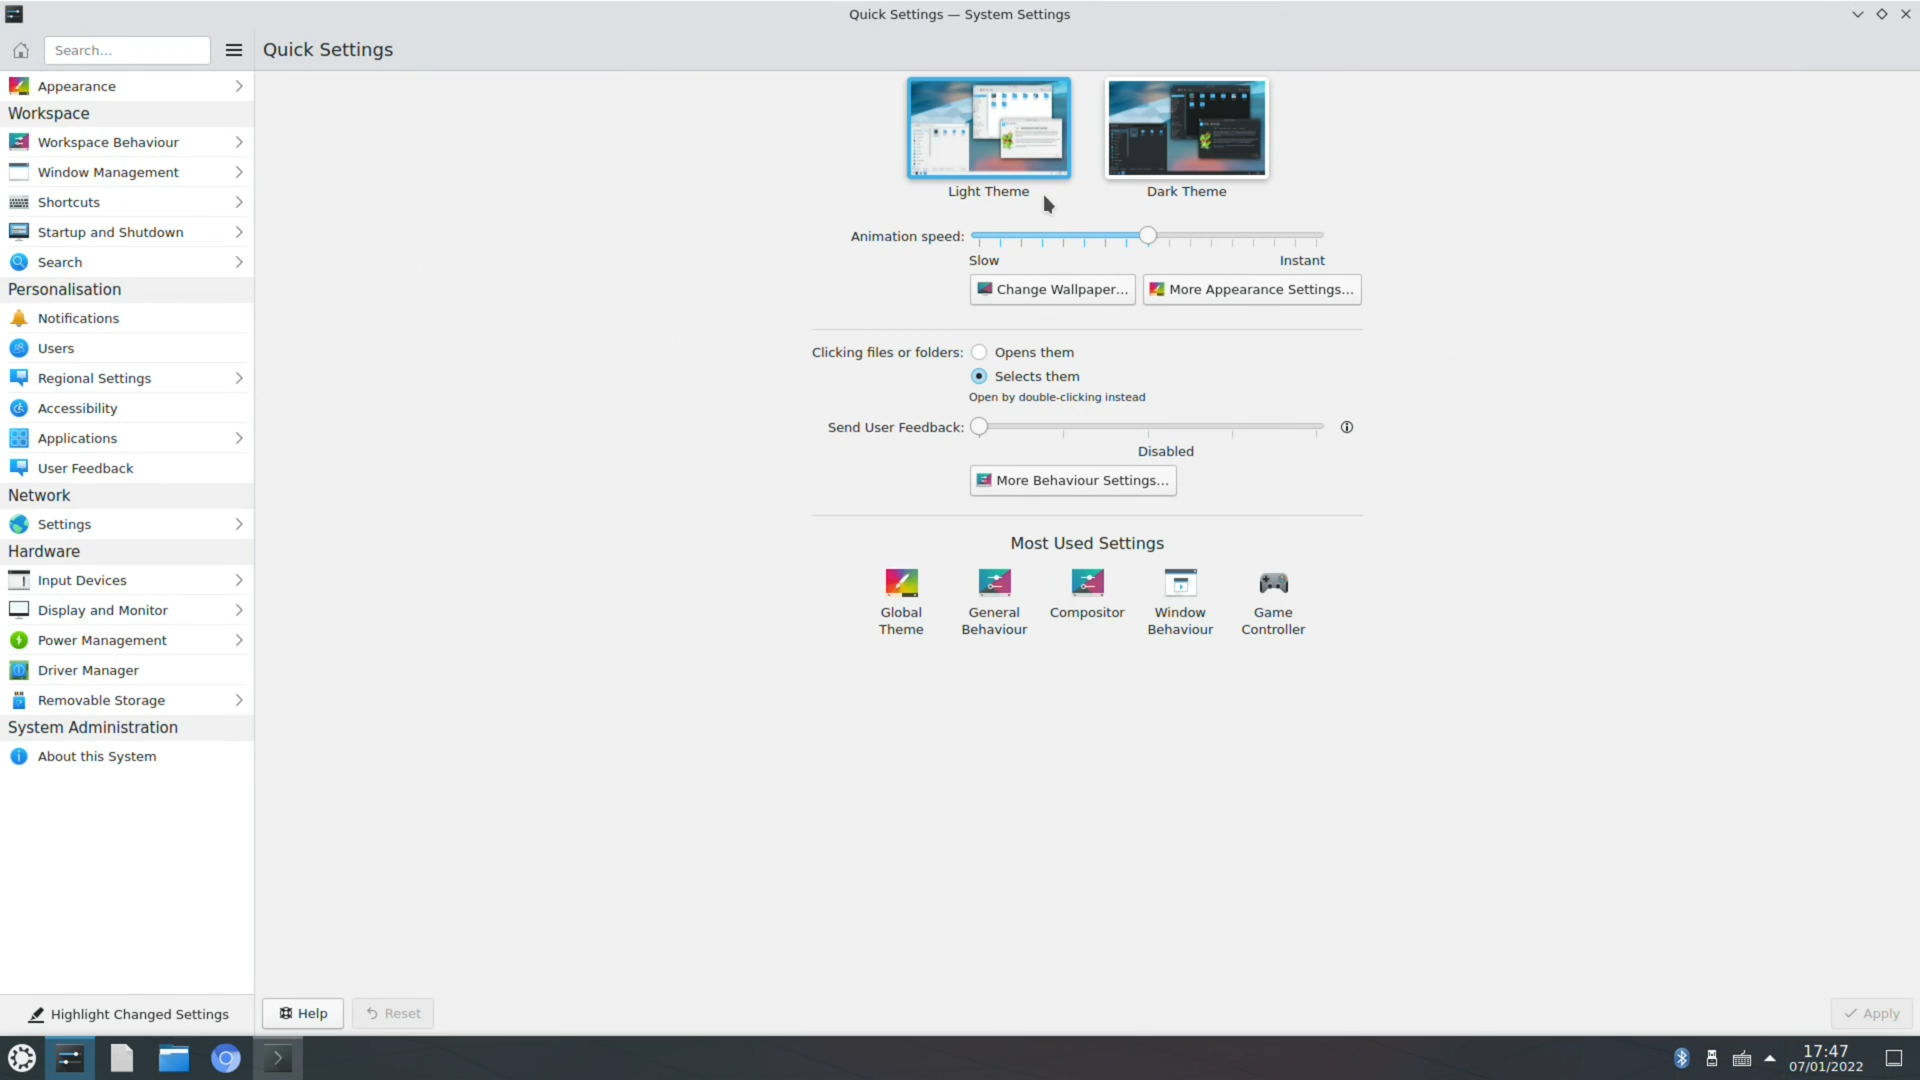 Quick Settings — System Settings
Search...
Quick Settings
Appearance
Workspace
Workspace Behaviour
Window Management
Shortcuts
Startup and Shutdown
Search
Personalisation
Notifications
Users
Regional Settings
Accessibility
Applications
User Feedback
Network
Settings
Hardware
Input Devices
Display and Monitor
Power Management
Driver Manager
Removable Storage
System Administration
About this System
Highlight Changed Settings
Light Theme
Dark Theme
Animation speed:
Slow
Instant
Change Wallpaper...
More Appearance Settings...
Clicking files or folders:
Opens them
Selects them
Open by double-clicking instead
Send User Feedback:
Disabled
More Behaviour Settings...
Most Used Settings
Global
Theme
General
Behaviour
Compositor
Window
Behaviour
Game
Controller
Help
Reset
Apply
17:47
07/01/2022